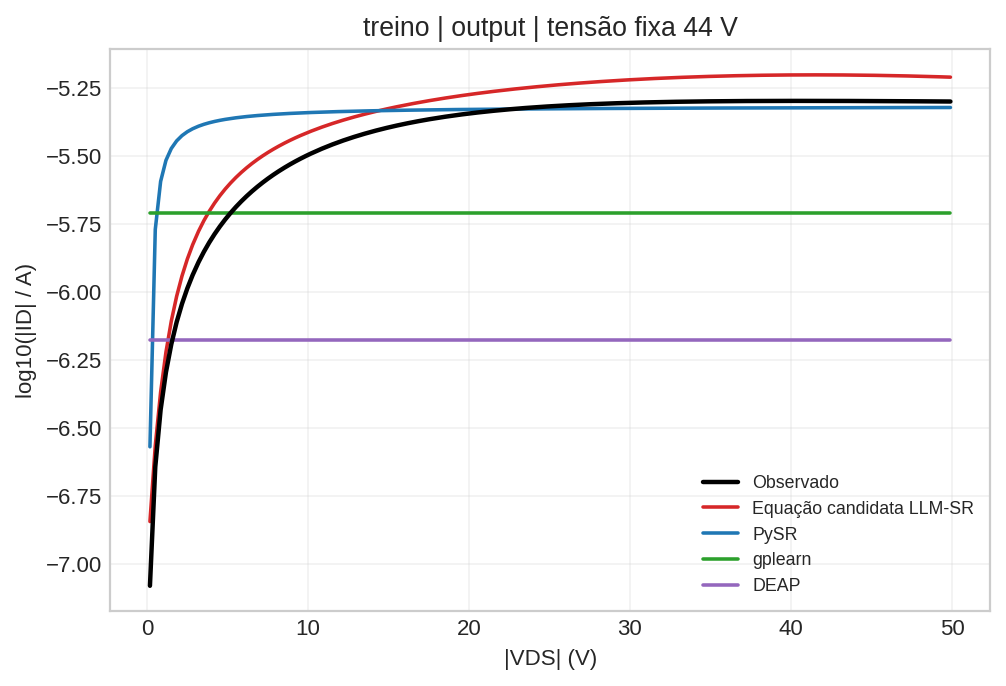 treino | output | tensão fixa 44 V
log10(|ID| / A)
−5.25
−5.50
−5.75
−6.00
−6.25
−6.50
−6.75
−7.00
Observado
Equação candidata LLM-SR
PySR
gplearn
DEAP
0 10 20 30 40 50
|VDS| (V)